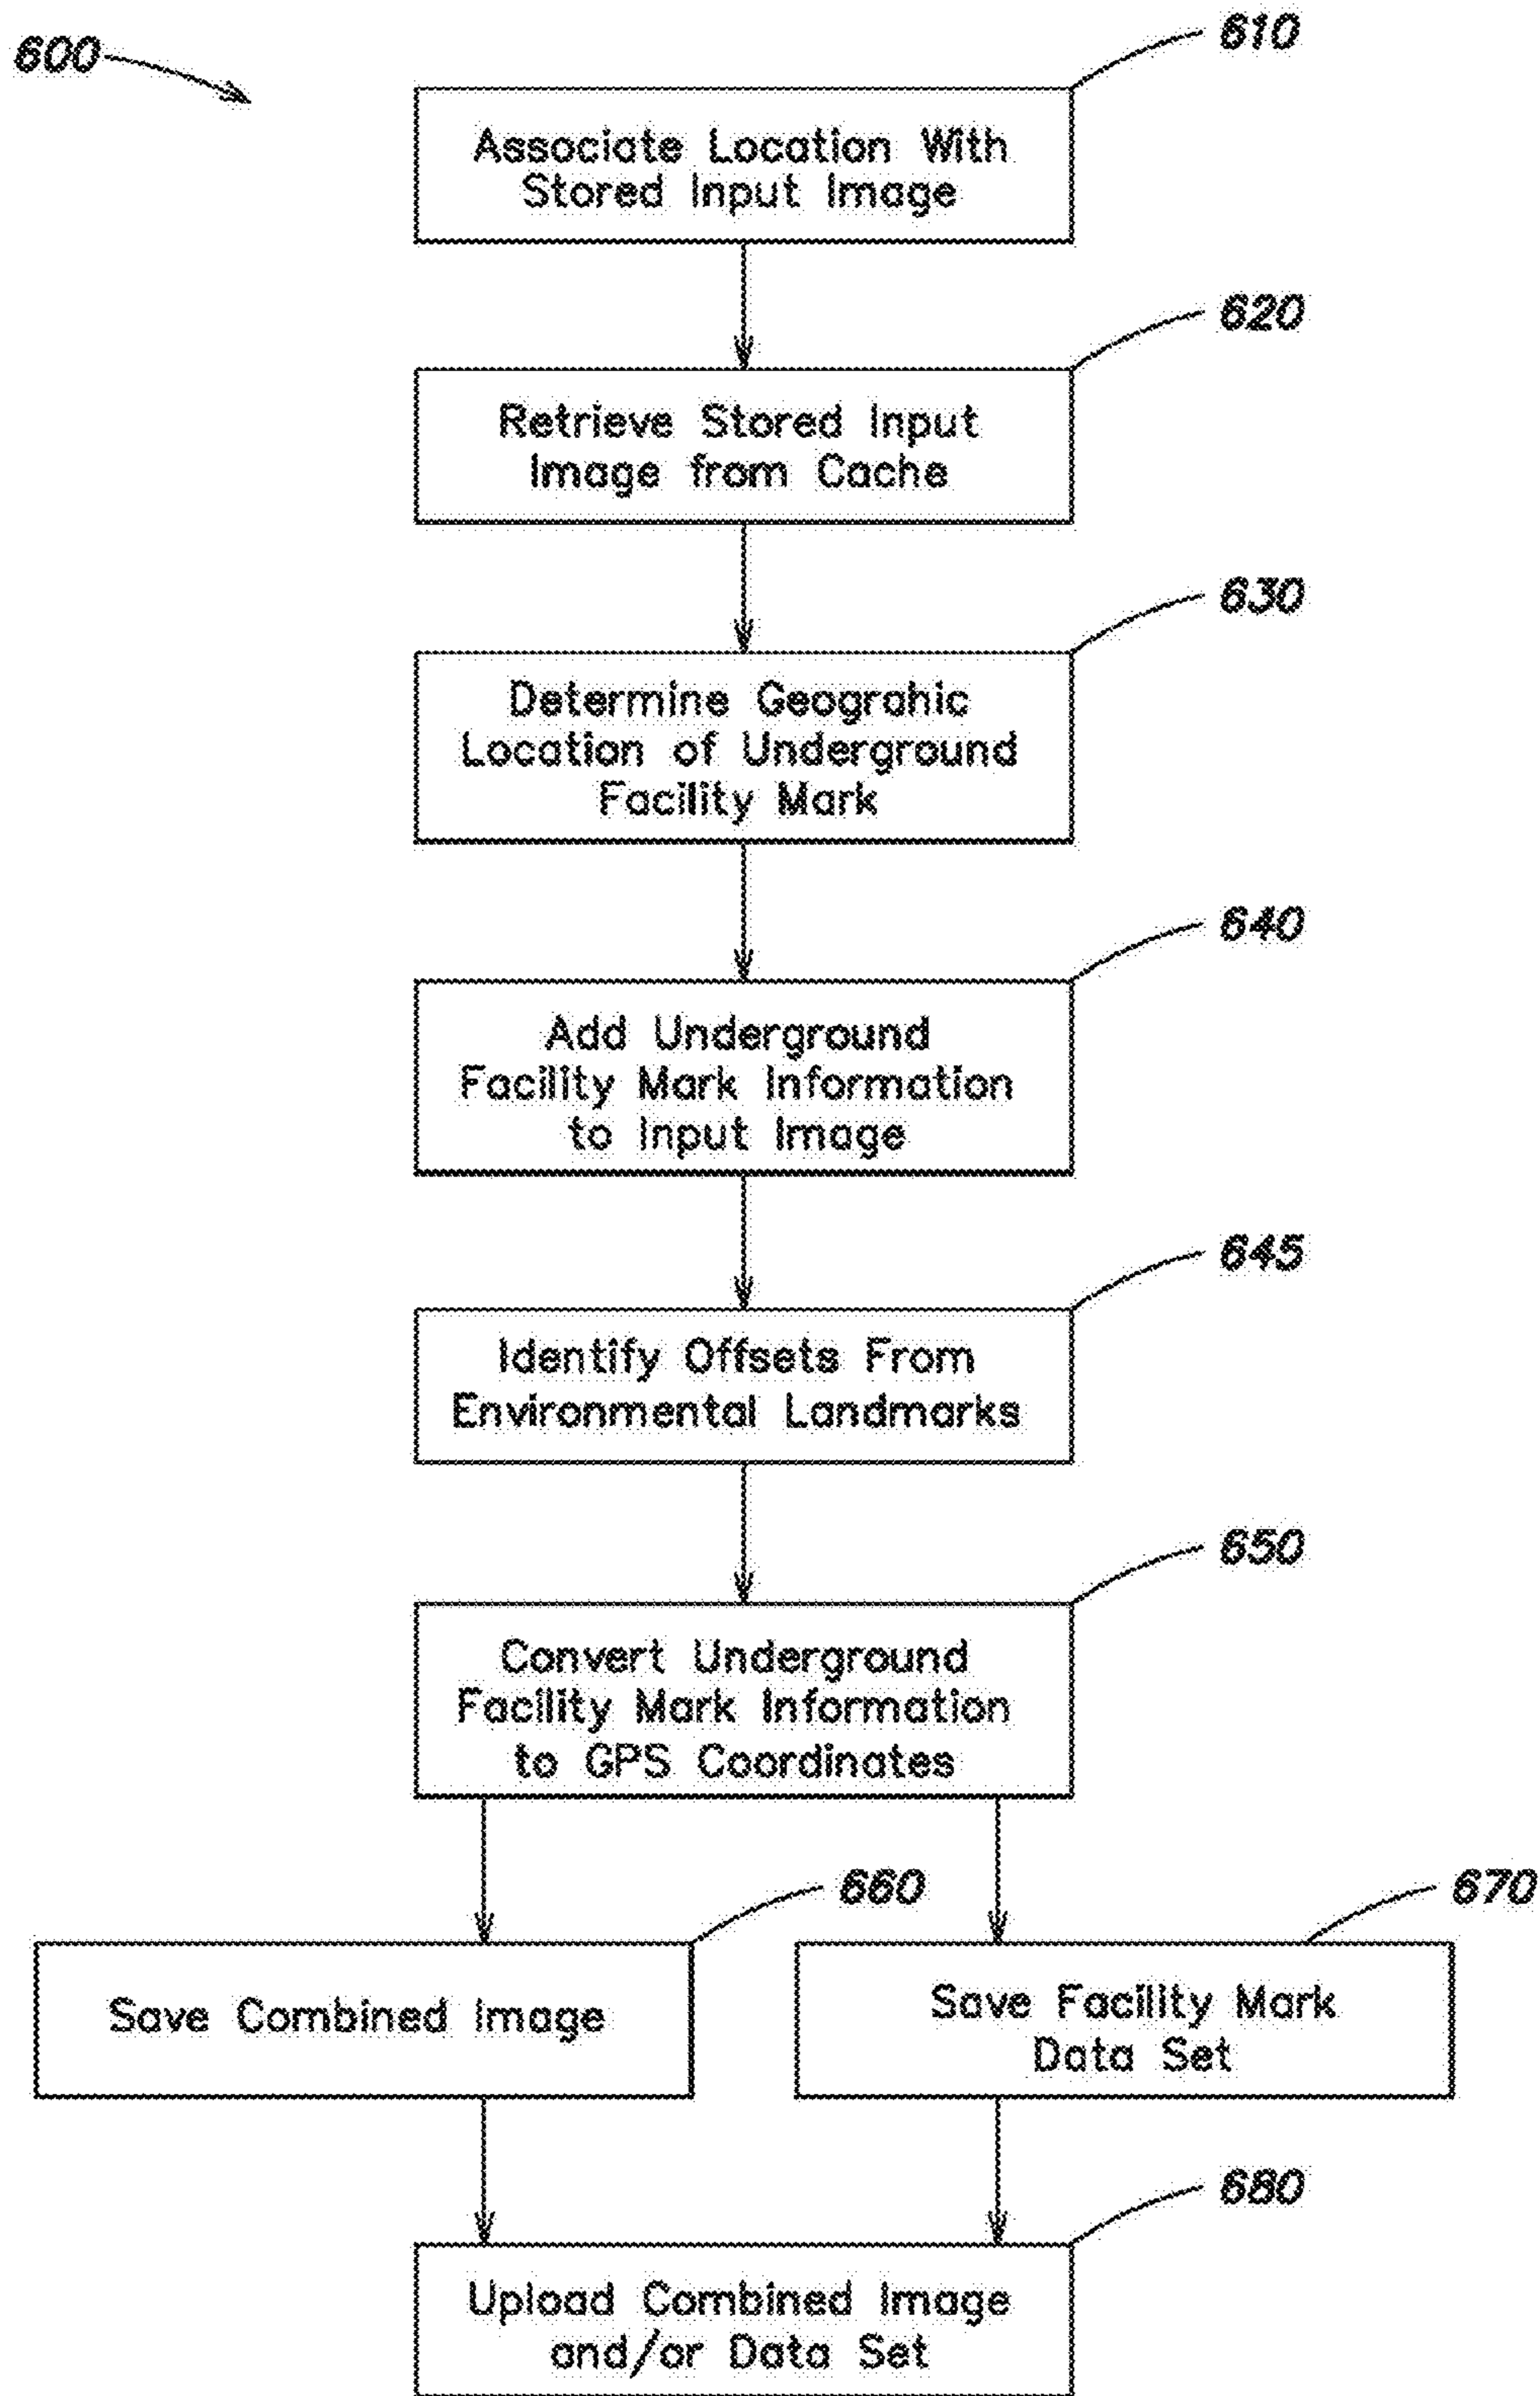 600
610
Associate Location With
Stored Input Image
620
Retrieve Stored Input
Image from Cache
630
Determine Geograhic
Location of Underground
Facility Mark
640
Add Underground
Facility Mark Information
to Input Image
645
Identify Offsets From
Environmental Landmarks
650
Convert Underground
Facility Mark Information
to GPS Coordinates
660
Save Combined Image
670
Save Facility Mark
Data Set
680
Upload Combined Image
and/or Data Set